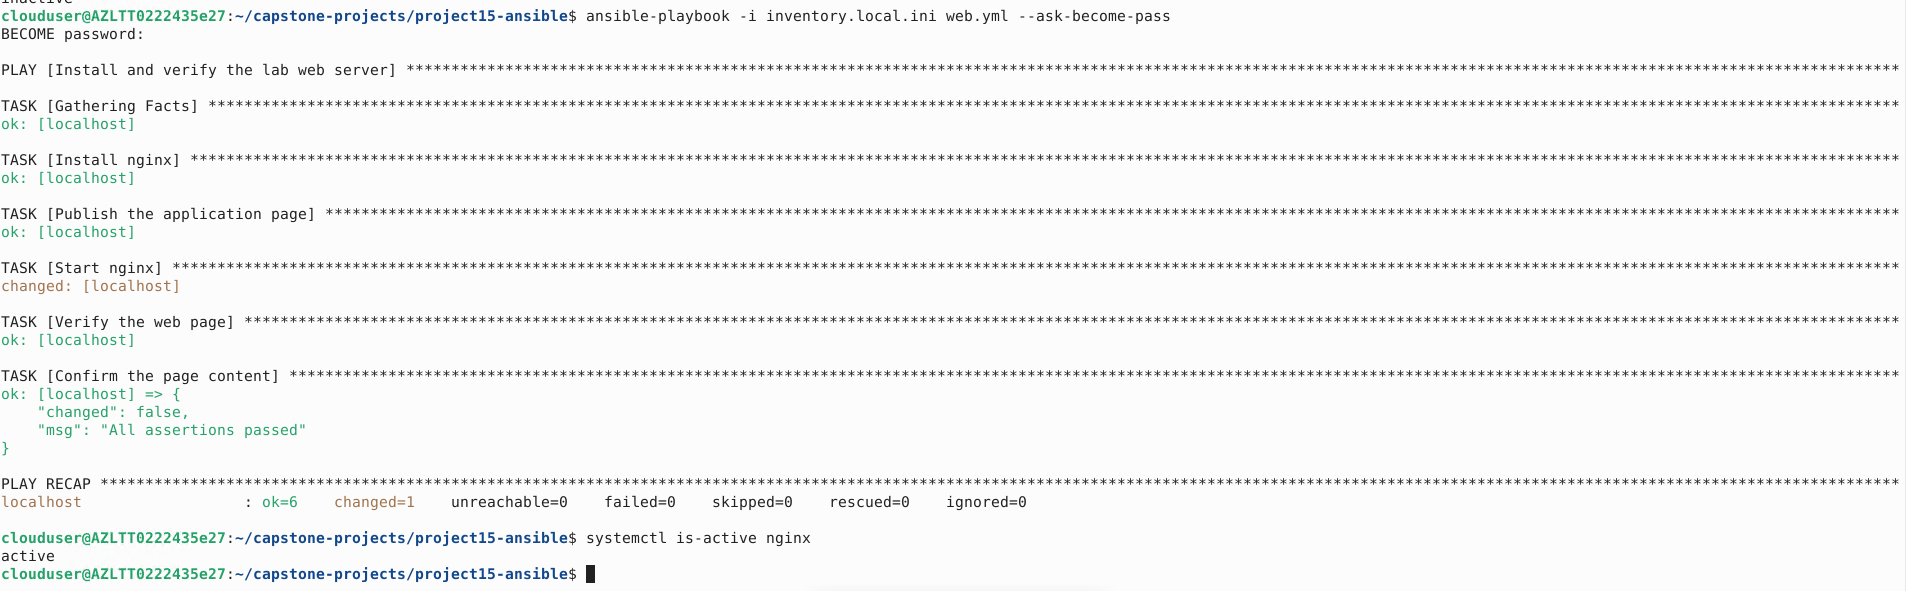 inactive
clouduser@AZLTT0222435e27:~/capstone-projects/project15-ansible$ ansible-playbook -i inventory.local.ini web.yml --ask-become-pass
BECOME password:
PLAY [Install and verify the lab web server] **********************************************************************************************************************************************************************
TASK [Gathering Facts] ********************************************************************************************************************************************************************************************
ok: [localhost]
TASK [Install nginx] **********************************************************************************************************************************************************************************************
ok: [localhost]
TASK [Publish the application page] *******************************************************************************************************************************************************************************
ok: [localhost]
TASK [Start nginx] ************************************************************************************************************************************************************************************************
changed: [localhost]
TASK [Verify the web page] ****************************************************************************************************************************************************************************************
ok: [localhost]
TASK [Confirm the page content] ***********************************************************************************************************************************************************************************
ok: [localhost] => {
    "changed": false,
    "msg": "All assertions passed"
}
PLAY RECAP ********************************************************************************************************************************************************************************************************
localhost                  : ok=6    changed=1    unreachable=0    failed=0    skipped=0    rescued=0    ignored=0
clouduser@AZLTT0222435e27:~/capstone-projects/project15-ansible$ systemctl is-active nginx
active
clouduser@AZLTT0222435e27:~/capstone-projects/project15-ansible$